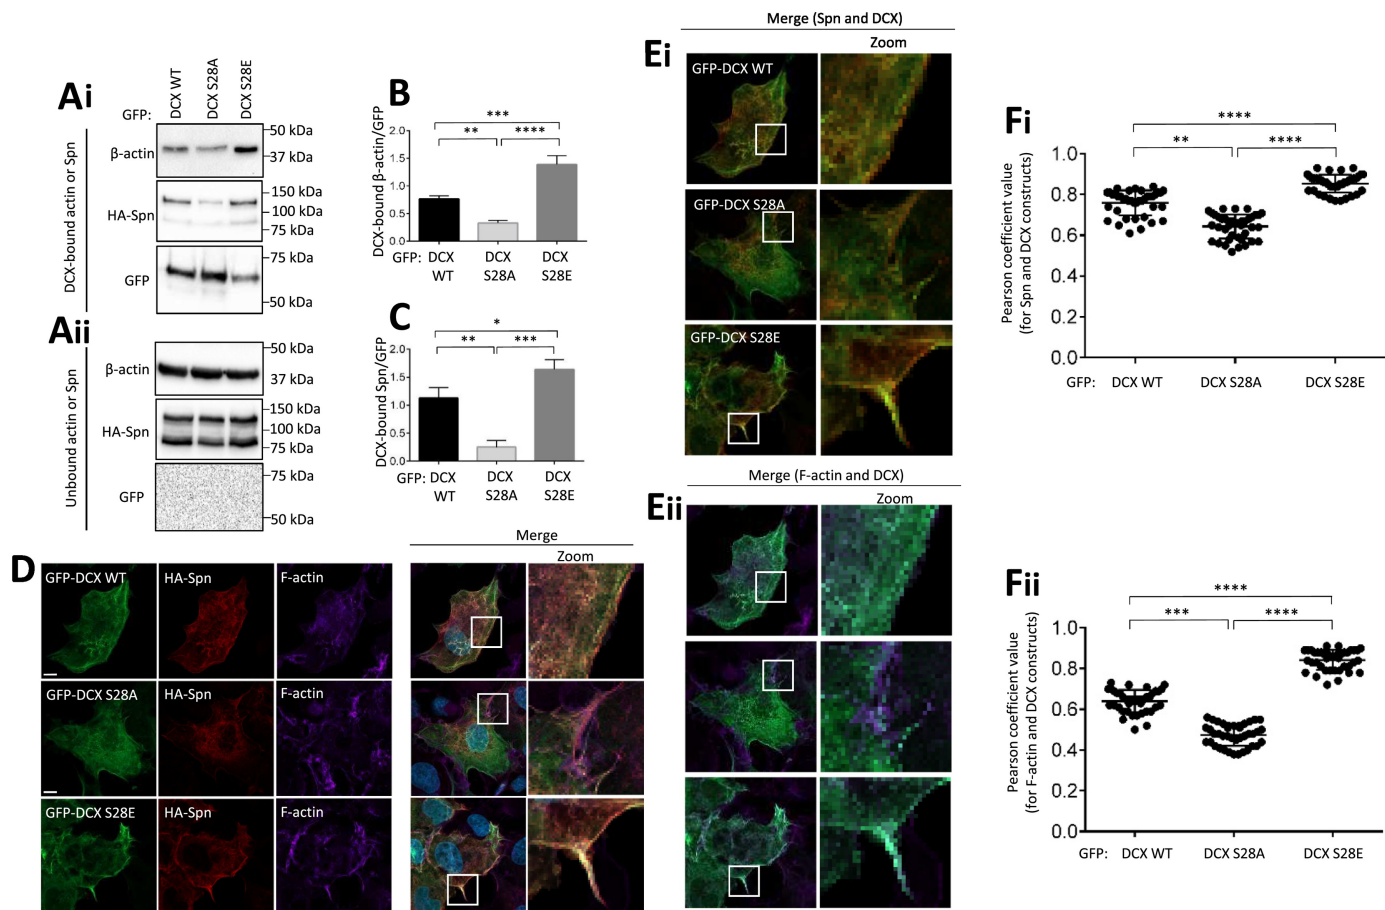 Ai
GFP:
DCX WT
DCX S28A
DCX S28E
DCX-bound actin or Spn
β-actin
50 kDa
37 kDa
HA-Spn
150 kDa
100 kDa
75 kDa
GFP
75 kDa
50 kDa
Aii
Unbound actin or Spn
β-actin
50 kDa
37 kDa
HA-Spn
150 kDa
100 kDa
75 kDa
GFP
75 kDa
50 kDa
B
DCX-bound β-actin/GFP
***
** ****
2.0
1.5
1.0
0.5
0.0
GFP: DCX DCX DCX
WT S28A S28E
C
DCX-bound Spn/GFP
*
** ***
2.0
1.5
1.0
0.5
0.0
GFP: DCX DCX DCX
WT S28A S28E
D
Merge
Zoom
GFP-DCX WT HA-Spn F-actin
GFP-DCX S28A HA-Spn F-actin
GFP-DCX S28E HA-Spn F-actin
Ei
Merge (Spn and DCX)
Zoom
GFP-DCX WT
GFP-DCX S28A
GFP-DCX S28E
Eii
Merge (F-actin and DCX)
Zoom
Fi
Pearson coefficient value
(for Spn and DCX constructs)
****
** ****
1.0
0.8
0.6
0.4
0.2
0.0
GFP: DCX WT DCX S28A DCX S28E
Fii
Pearson coefficient value
(for F-actin and DCX constructs)
****
*** ****
1.0
0.8
0.6
0.4
0.2
0.0
GFP: DCX WT DCX S28A DCX S28E